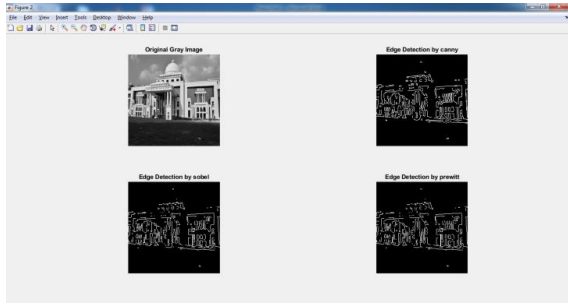 Figure 2
File Edit View Insert Tools Desktop Window Help
Original Gray Image
Edge Detection by canny
Edge Detection by sobel
Edge Detection by prewitt